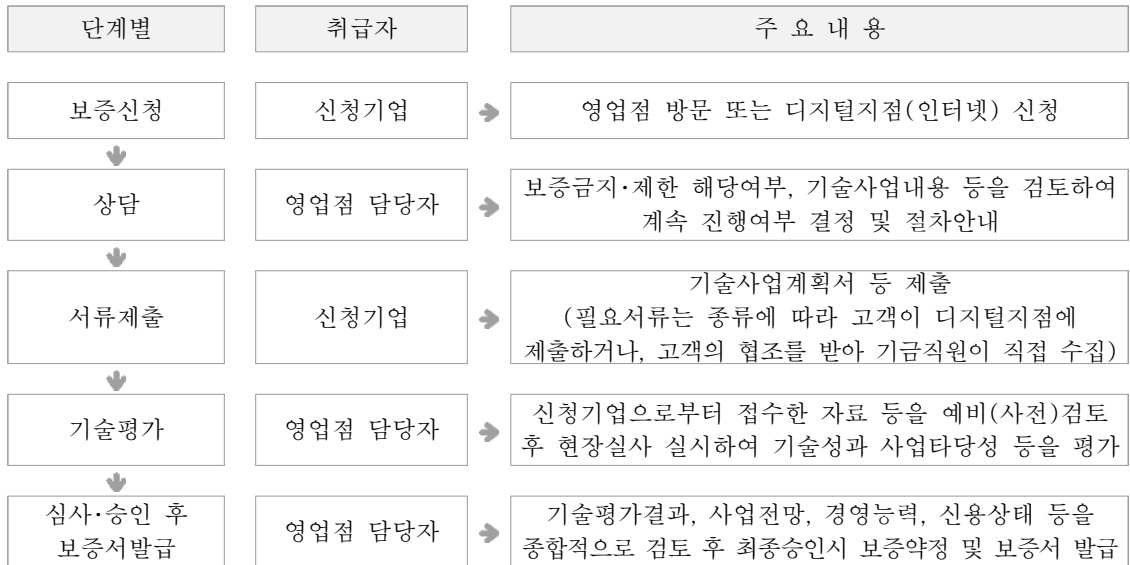 단계별 취급자 주 요 내 용
보증신청 신청기업 영업점 방문 또는 디지털지점(인터넷) 신청
상담 영업점 담당자 보증금지·제한 해당여부, 기술사업내용 등을 검토하여
계속 진행여부 결정 및 절차안내
서류제출 신청기업 기술사업계획서 등 제출
(필요서류는 종류에 따라 고객이 디지털지점에
제출하거나, 고객의 협조를 받아 기금직원이 직접 수집)
기술평가 영업점 담당자 신청기업으로부터 접수한 자료 등을 예비(사전)검토
후 현장실사 실시하여 기술성과 사업타당성 등을 평가
심사·승인 후
보증서발급 영업점 담당자 기술평가결과, 사업전망, 경영능력, 신용상태 등을
종합적으로 검토 후 최종승인시 보증약정 및 보증서 발급